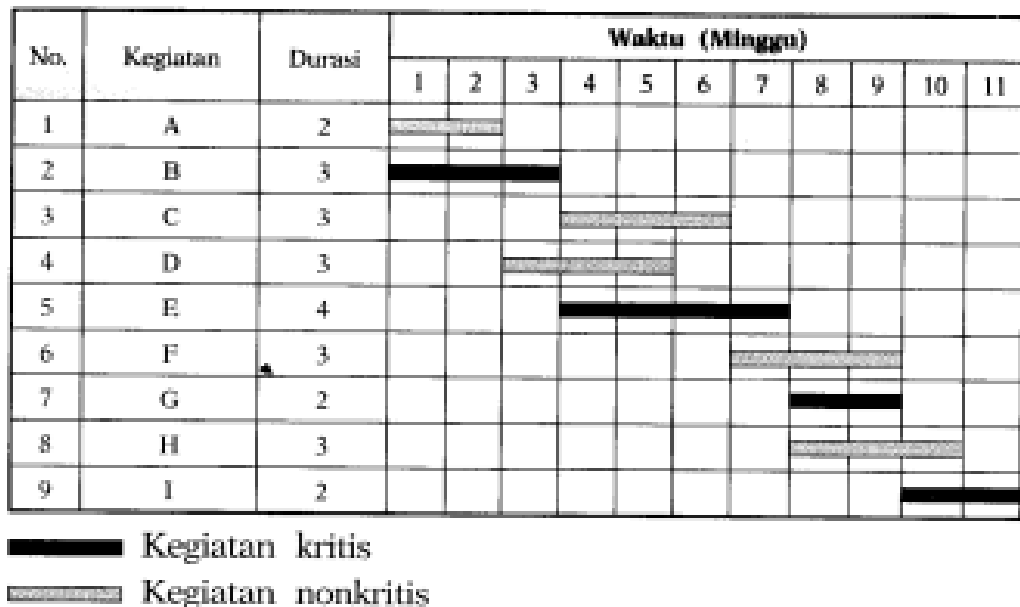 No. Kegiatan Durasi Waktu (Minggu)
1 2 3 4 5 6 7 8 9 10 11
1 A 2
2 B 3
3 C 3
4 D 3
5 E 4
6 F 3
7 G 2
8 H 3
9 I 2
Kegiatan kritis
Kegiatan nonkritis